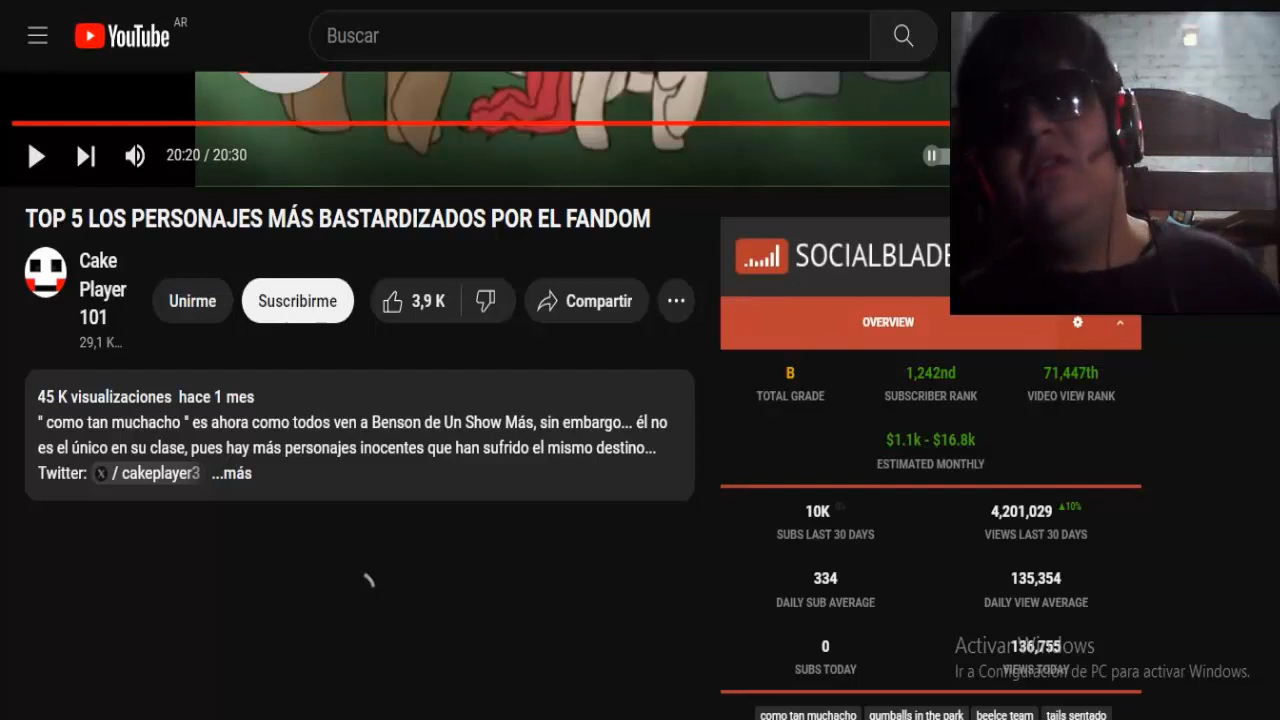 YouTube AR
Buscar
20:20 / 20:30
TOP 5 LOS PERSONAJES MÁS BASTARDIZADOS POR EL FANDOM
Cake
Player
101
29,1 K...
Unirme
Suscribirme
3,9 K
Compartir
45 K visualizaciones hace 1 mes
" como tan muchacho " es ahora como todos ven a Benson de Un Show Más, sin embargo... él no
es el único en su clase, pues hay más personajes inocentes que han sufrido el mismo destino...
Twitter: X / cakeplayer3 ...más
SOCIALBLADE
OVERVIEW
B 1,242nd 71,447th
TOTAL GRADE SUBSCRIBER RANK VIDEO VIEW RANK
$1.1k - $16.8k
ESTIMATED MONTHLY
10K 4,201,029 ▲10%
SUBS LAST 30 DAYS VIEWS LAST 30 DAYS
334 135,354
DAILY SUB AVERAGE DAILY VIEW AVERAGE
0 136,755
SUBS TODAY VIEWS TODAY
Activar Windows
Ir a Configuración de PC para activar Windows.
como tan muchacho gumballs in the park beelce team tails sentado